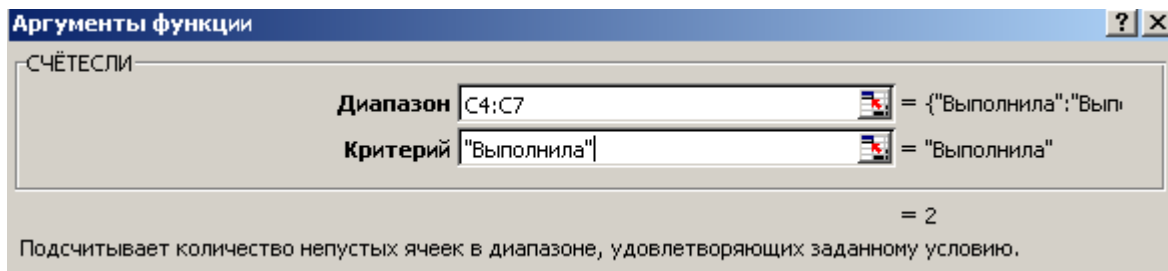 Аргументы функции
СЧЁТЕСЛИ
Диапазон C4:C7 = {"Выполнила":"Вып
Критерий "Выполнила" = "Выполнила"
= 2
Подсчитывает количество непустых ячеек в диапазоне, удовлетворяющих заданному условию.